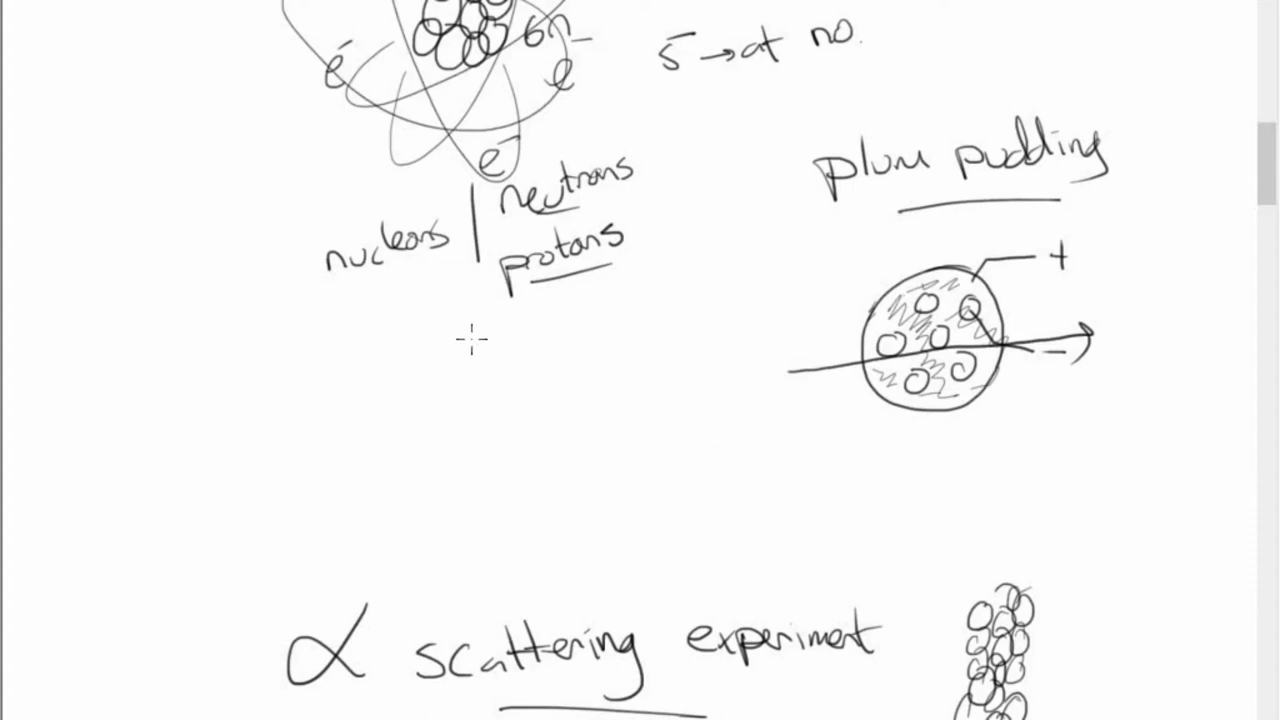 6n
5 → at no.
e⁻
e
e⁻
plum pudding
neutrons
nucleons
protons
+
−
α scattering experiment